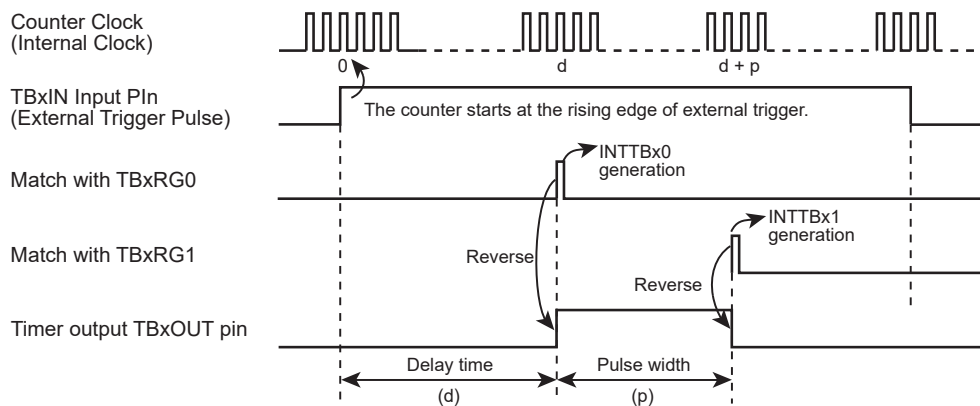 Counter Clock
(Internal Clock)
0
d
d + p
TBxIN Input PIn
(External Trigger Pulse)
The counter starts at the rising edge of external trigger.
Match with TBxRG0
INTTBx0
generation
Match with TBxRG1
INTTBx1
generation
Reverse
Reverse
Timer output TBxOUT pin
Delay time
Pulse width
(d)
(p)